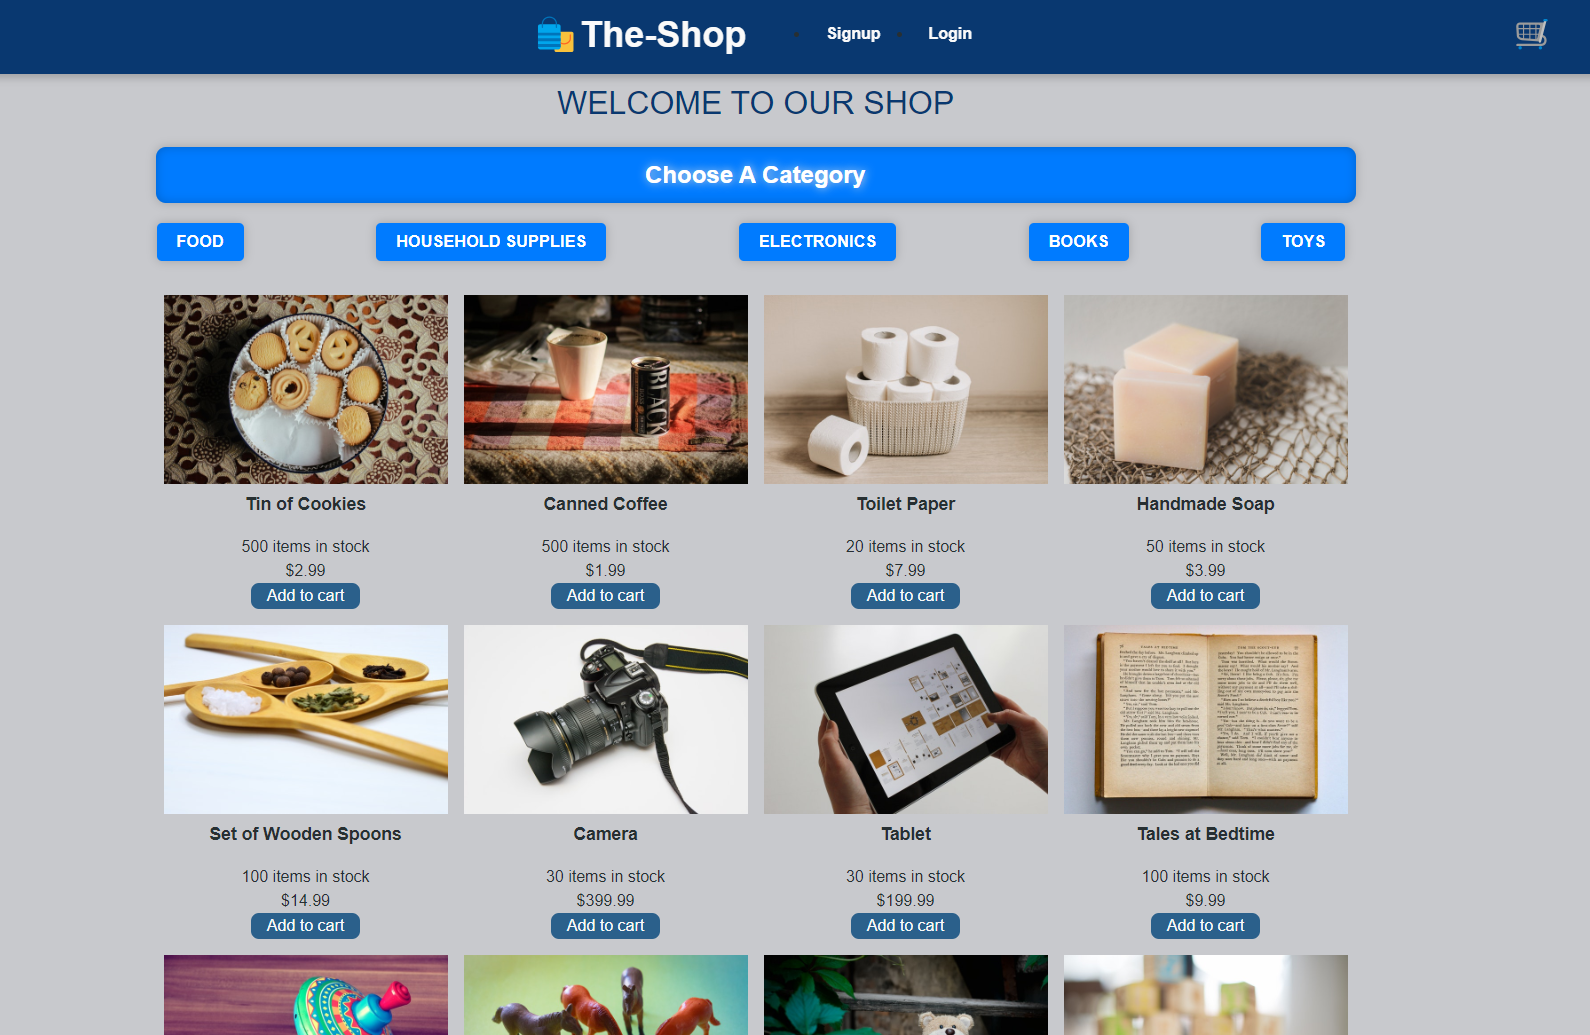 The-Shop
Signup
Login
WELCOME TO OUR SHOP
Choose A Category
FOOD
HOUSEHOLD SUPPLIES
ELECTRONICS
BOOKS
TOYS
BLACK
Tin of Cookies
500 items in stock
$2.99
Add to cart
Canned Coffee
500 items in stock
$1.99
Add to cart
Toilet Paper
20 items in stock
$7.99
Add to cart
Handmade Soap
50 items in stock
$3.99
Add to cart
Set of Wooden Spoons
100 items in stock
$14.99
Add to cart
Camera
30 items in stock
$399.99
Add to cart
Tablet
30 items in stock
$199.99
Add to cart
Tales at Bedtime
100 items in stock
$9.99
Add to cart